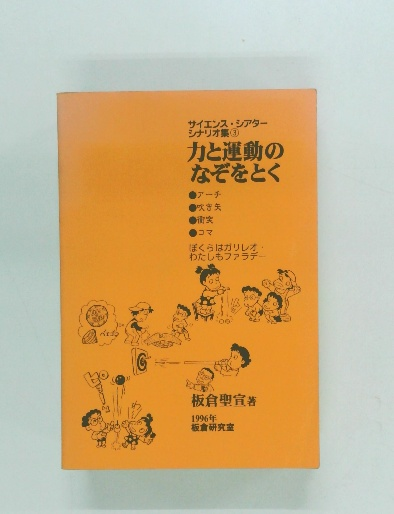 サイエンス・シアター
シナリオ集③
力と運動の
なぞをとく
●アーチ
●吹き矢
●衝突
●コマ
ぼくらはガリレオ・
わたしもファラデー
板倉聖宣著
1996年
板倉研究室